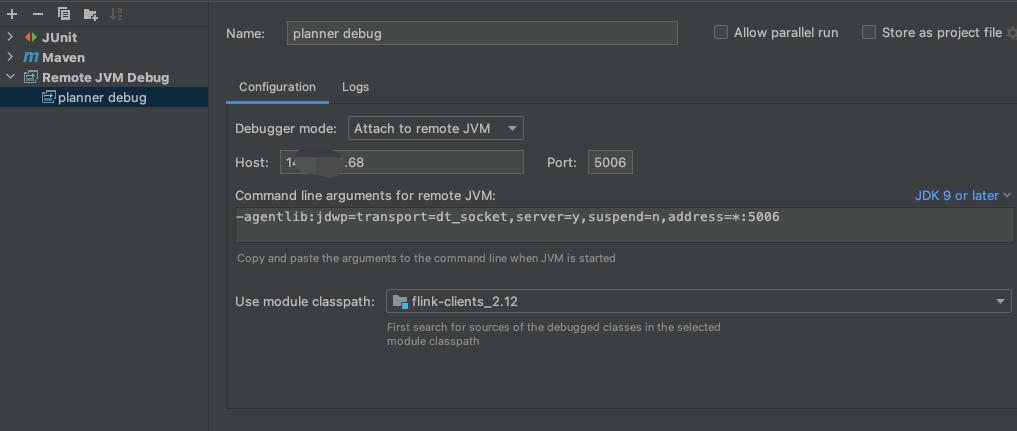 JUnit
Maven
Remote JVM Debug
planner debug
Name: planner debug
Allow parallel run
Store as project file
Configuration Logs
Debugger mode: Attach to remote JVM
Host: .68 Port: 5006
Command line arguments for remote JVM: JDK 9 or later
-agentlib:jdwp=transport=dt_socket,server=y,suspend=n,address=*:5006
Copy and paste the arguments to the command line when JVM is started
Use module classpath: flink-clients_2.12
First search for sources of the debugged classes in the selected
module classpath